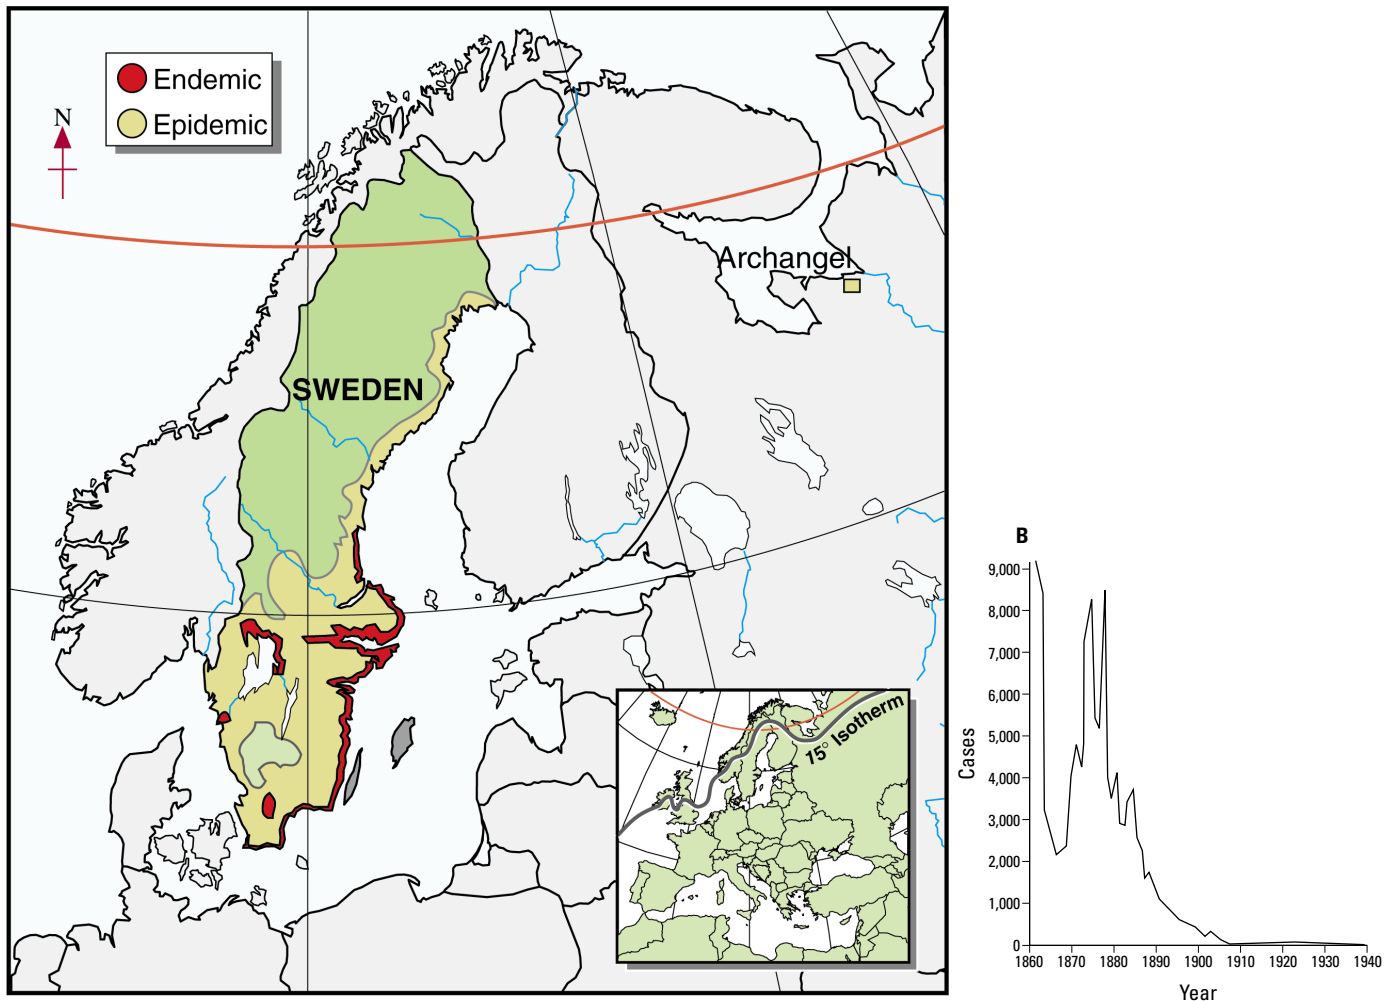 Endemic
Epidemic
N
Archangel
SWEDEN
15° Isotherm
B
9,000
8,000
7,000
6,000
5,000
4,000
3,000
2,000
1,000
0
Cases
1860 1870 1880 1890 1900 1910 1920 1930 1940
Year